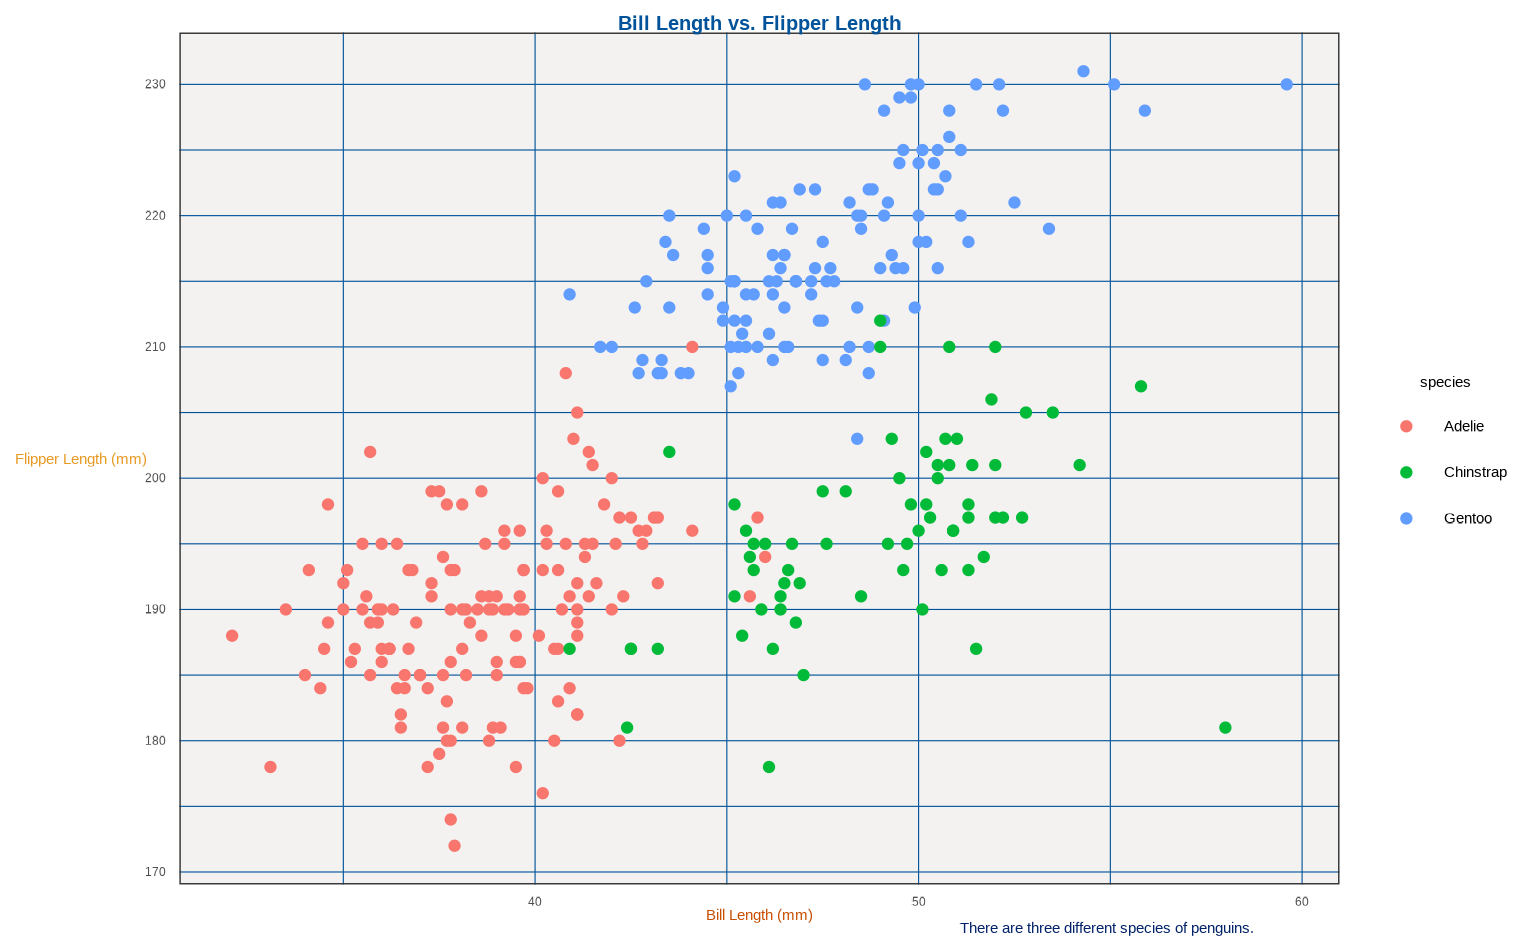 Bill Length vs. Flipper Length
230
220
210
200
190
180
170
Flipper Length (mm)
40
50
60
Bill Length (mm)
There are three different species of penguins.
species
Adelie
Chinstrap
Gentoo